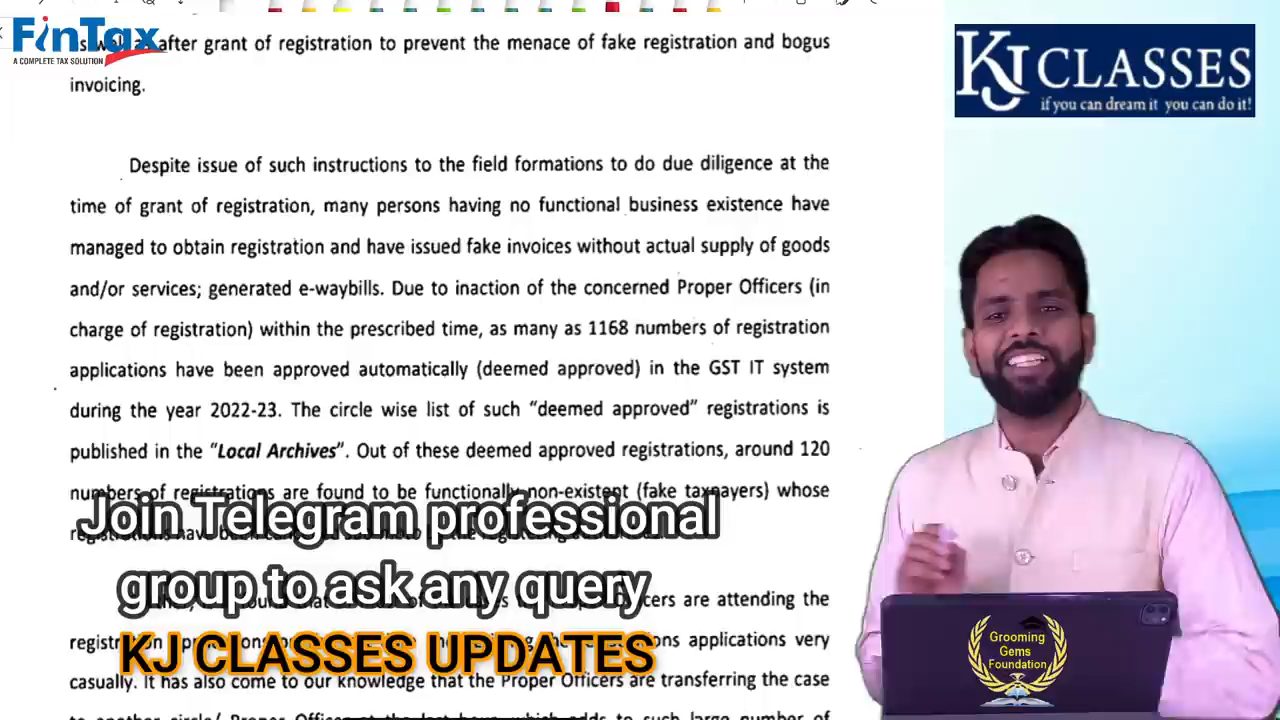 FinTax
A COMPLETE TAX SOLUTION
after grant of registration to prevent the menace of fake registration and bogus
invoicing.
Despite issue of such instructions to the field formations to do due diligence at the
time of grant of registration, many persons having no functional business existence have
managed to obtain registration and have issued fake invoices without actual supply of goods
and/or services; generated e-waybills. Due to inaction of the concerned Proper Officers (in
charge of registration) within the prescribed time, as many as 1168 numbers of registration
applications have been approved automatically (deemed approved) in the GST IT system
during the year 2022-23. The circle wise list of such “deemed approved” registrations is
published in the “Local Archives”. Out of these deemed approved registrations, around 120
numbers of registrations are found to be functionally non-existent (fake taxpayers) whose
Join Telegram professional
group to ask any query
are attending the
applications very
KJ CLASSES UPDATES
casually. It has also come to our knowledge that the Proper Officers are transferring the case
KJ CLASSES
if you can dream it you can do it!
Grooming
Gems
Foundation